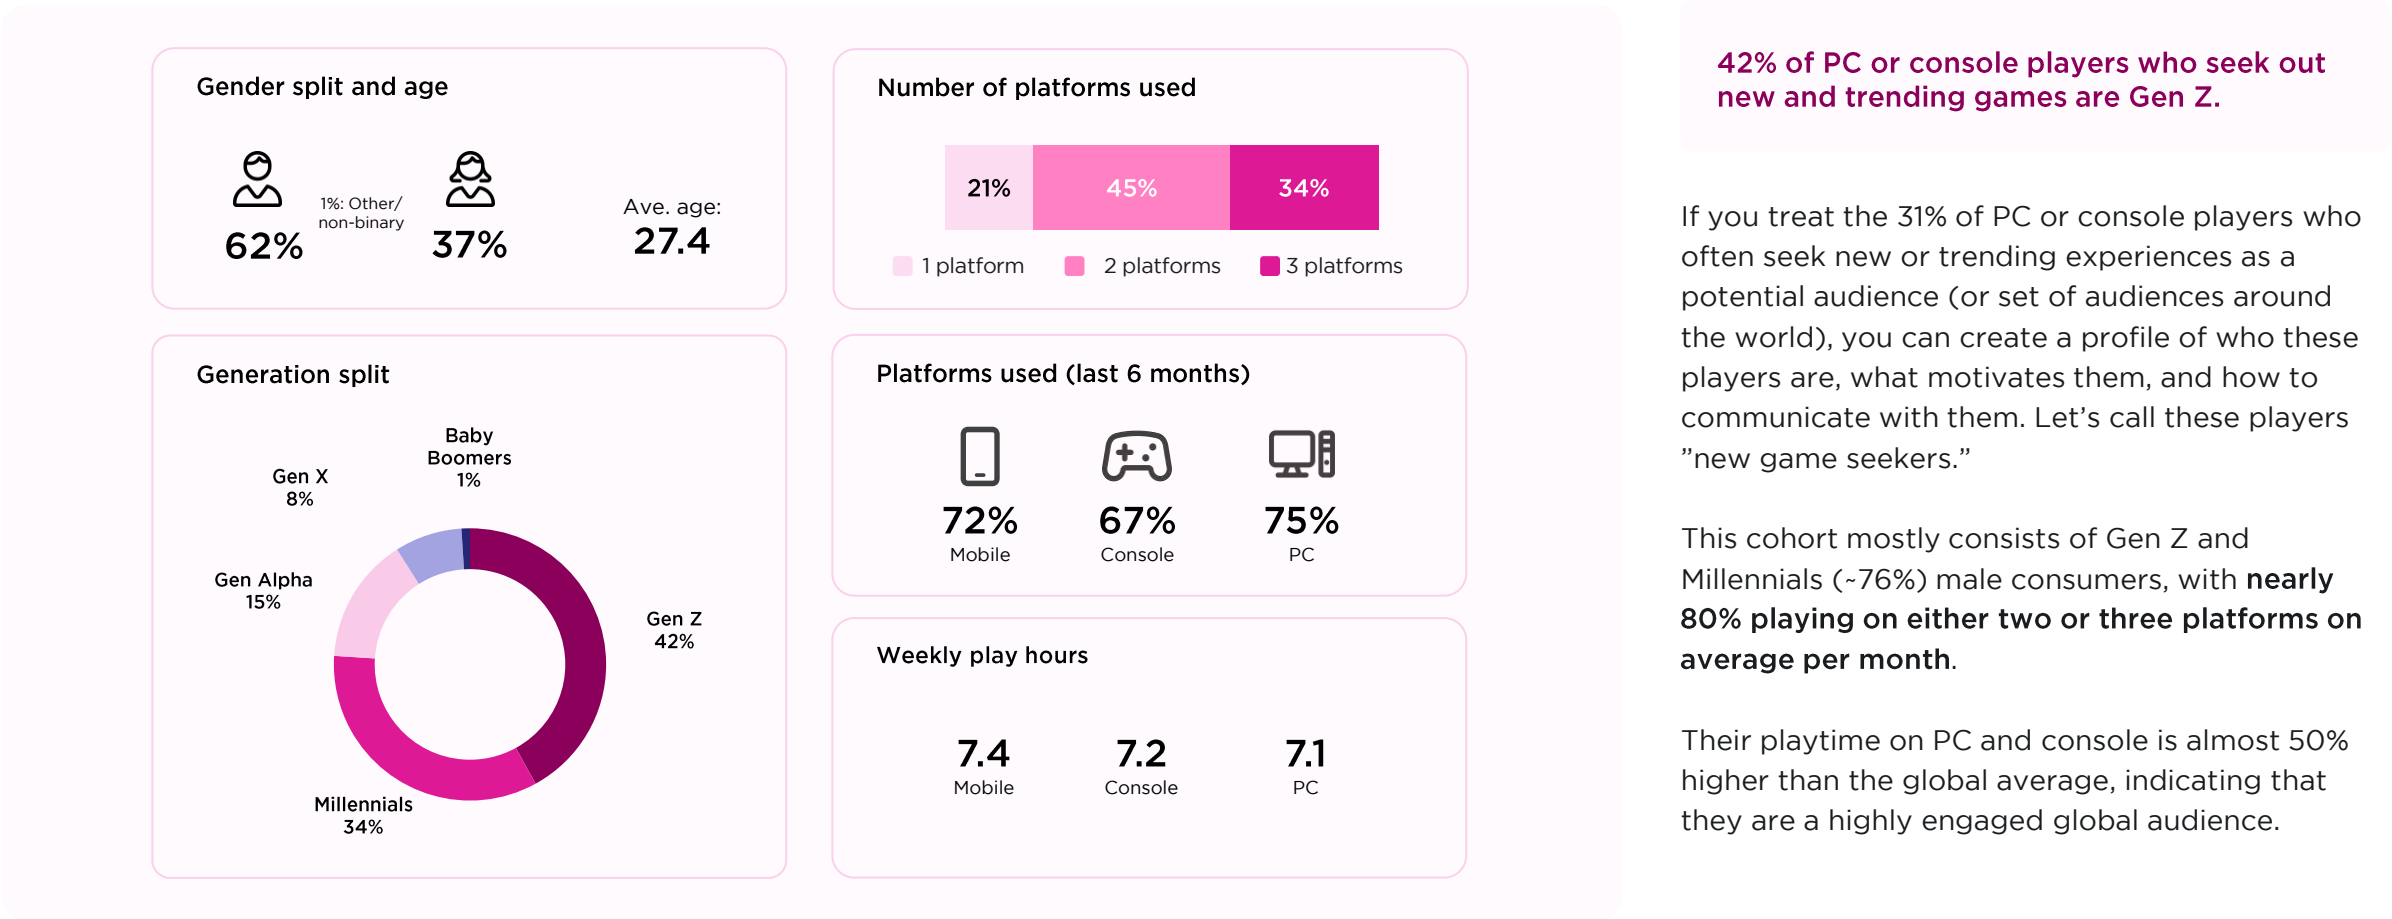 Gender split and age
62%
1%: Other/
non-binary
37%
Ave. age:
27.4
Number of platforms used
21%
45%
34%
1 platform
2 platforms
3 platforms
Generation split
Baby
Boomers
1%
Gen X
8%
Gen Alpha
15%
Gen Z
42%
Millennials
34%
Platforms used (last 6 months)
72%
Mobile
67%
Console
75%
PC
Weekly play hours
7.4
Mobile
7.2
Console
7.1
PC
42% of PC or console players who seek out
new and trending games are Gen Z.
If you treat the 31% of PC or console players who
often seek new or trending experiences as a
potential audience (or set of audiences around
the world), you can create a profile of who these
players are, what motivates them, and how to
communicate with them. Let’s call these players
”new game seekers.”
This cohort mostly consists of Gen Z and
Millennials (~76%) male consumers, with nearly
80% playing on either two or three platforms on
average per month.
Their playtime on PC and console is almost 50%
higher than the global average, indicating that
they are a highly engaged global audience.